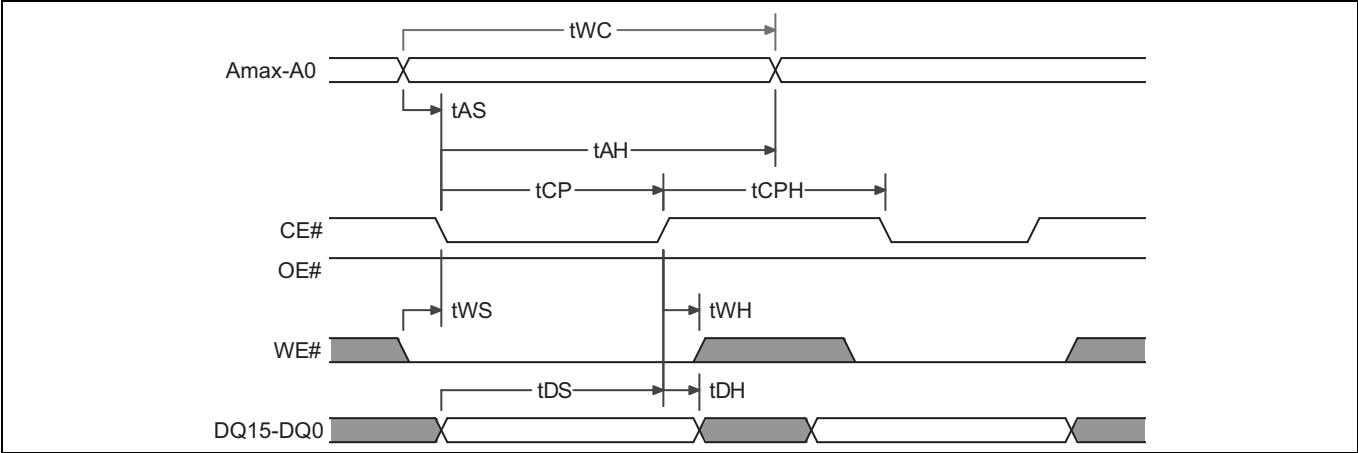 tWC
Amax-A0
tAS
tAH
tCP
tCPH
CE#
OE#
tWS
tWH
WE#
tDS
tDH
DQ15-DQ0